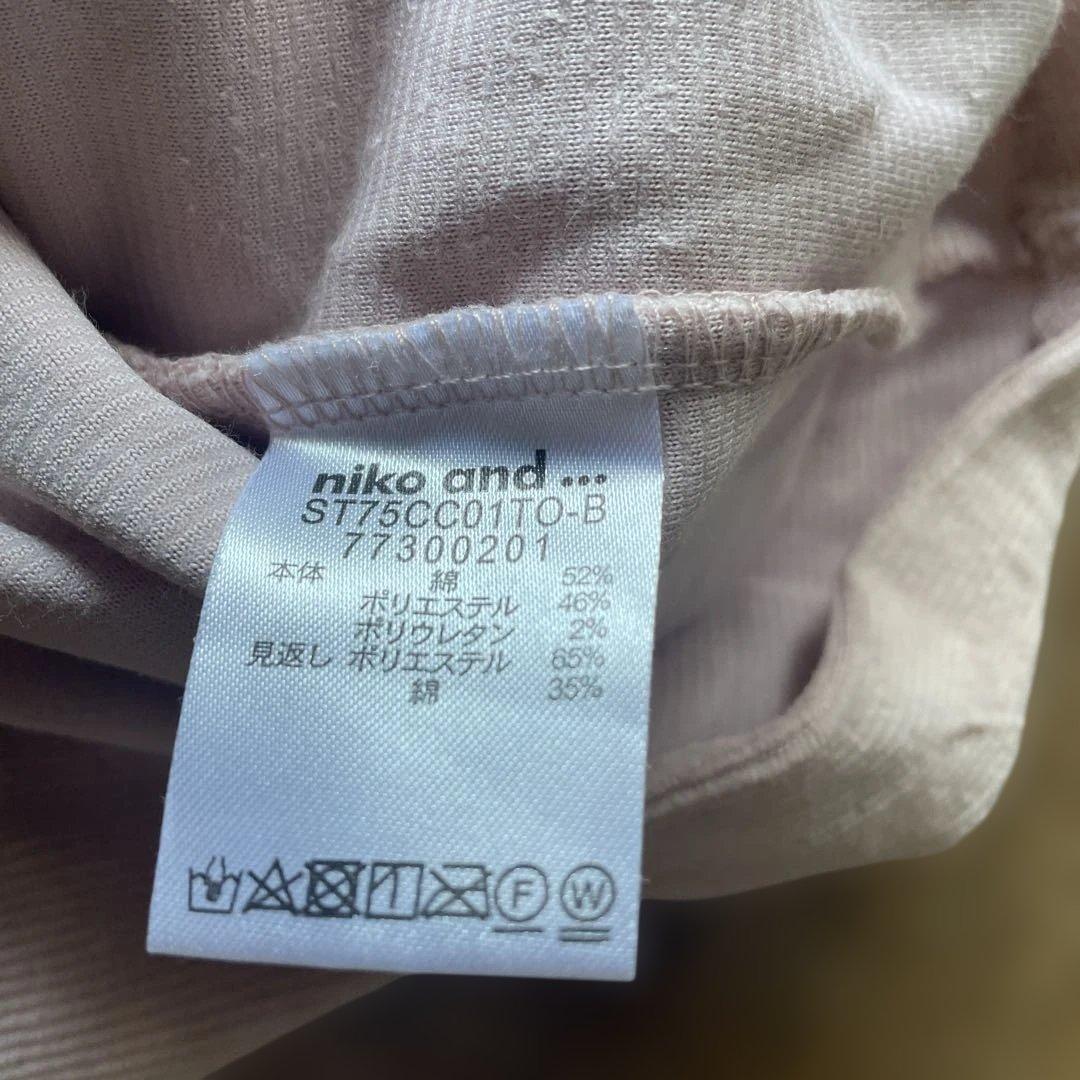 niko and ...
ST75CC01TO-B
77300201
本体 綿 52%
ポリエステル 46%
ポリウレタン 2%
見返し ポリエステル 65%
綿 35%
F W